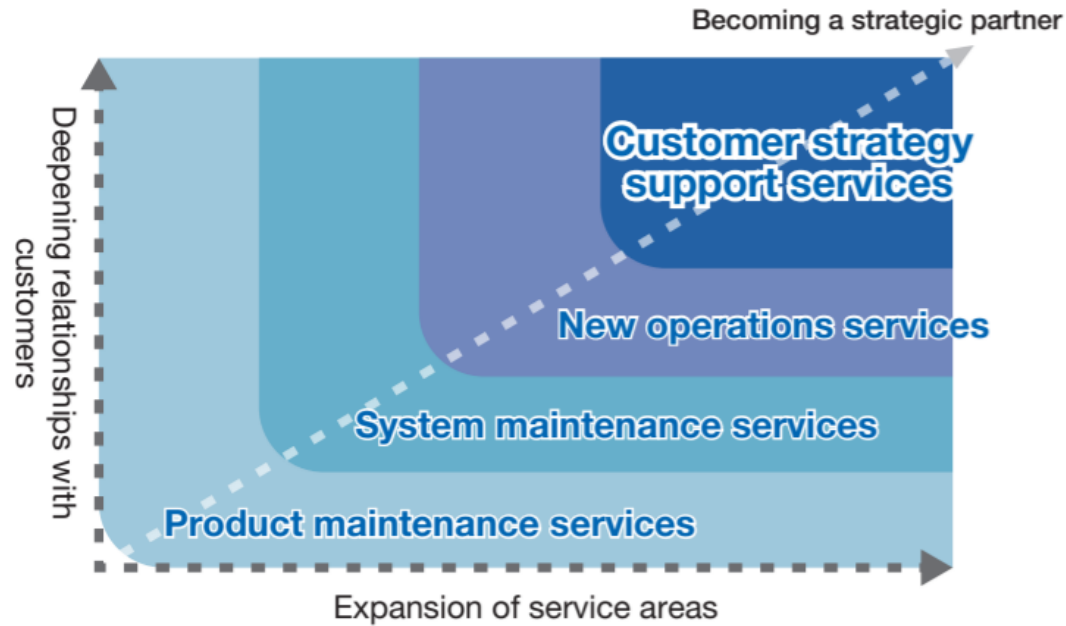 Becoming a strategic partner
Deepening relationships with
customers
Customer strategy
support services
New operations services
System maintenance services
Product maintenance services
Expansion of service areas